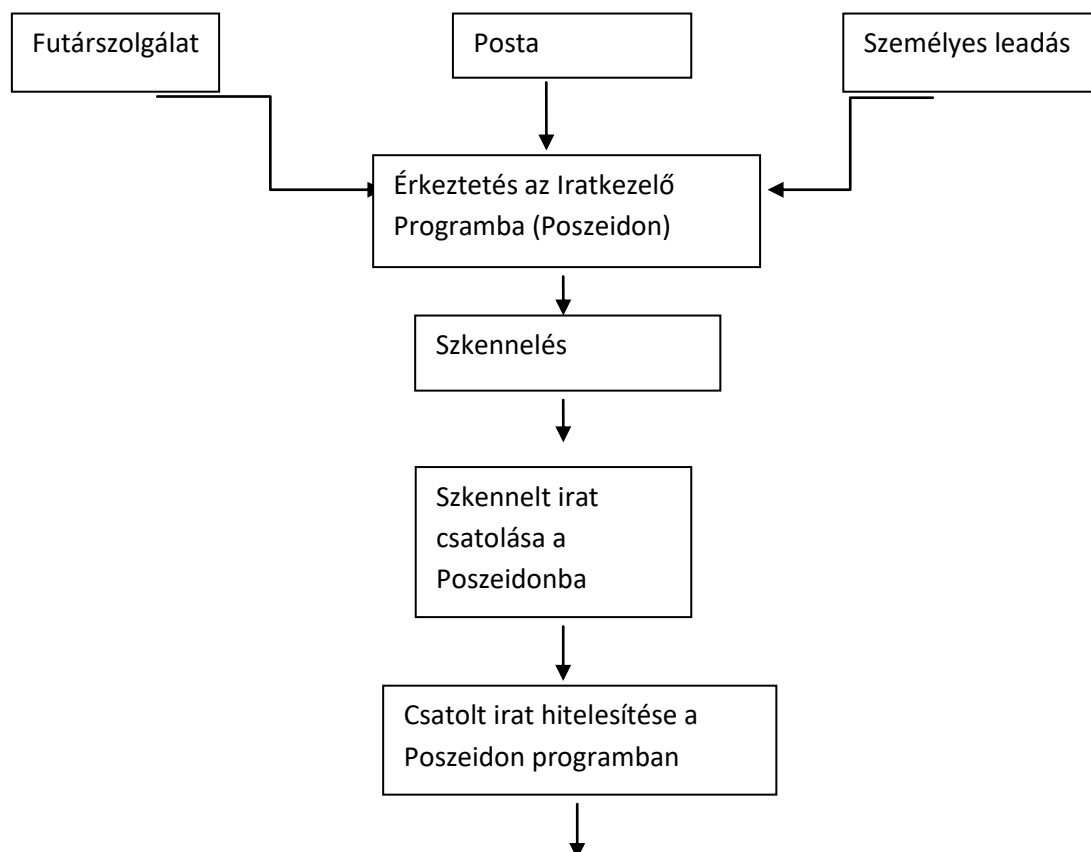 Futárszolgálat
Posta
Személyes leadás
Érkeztetés az Iratkezelő
Programba (Poszeidon)
Szkennelés
Szkennelt irat
csatolása a
Poszeidonba
Csatolt irat hitelesítése a
Poszeidon programban